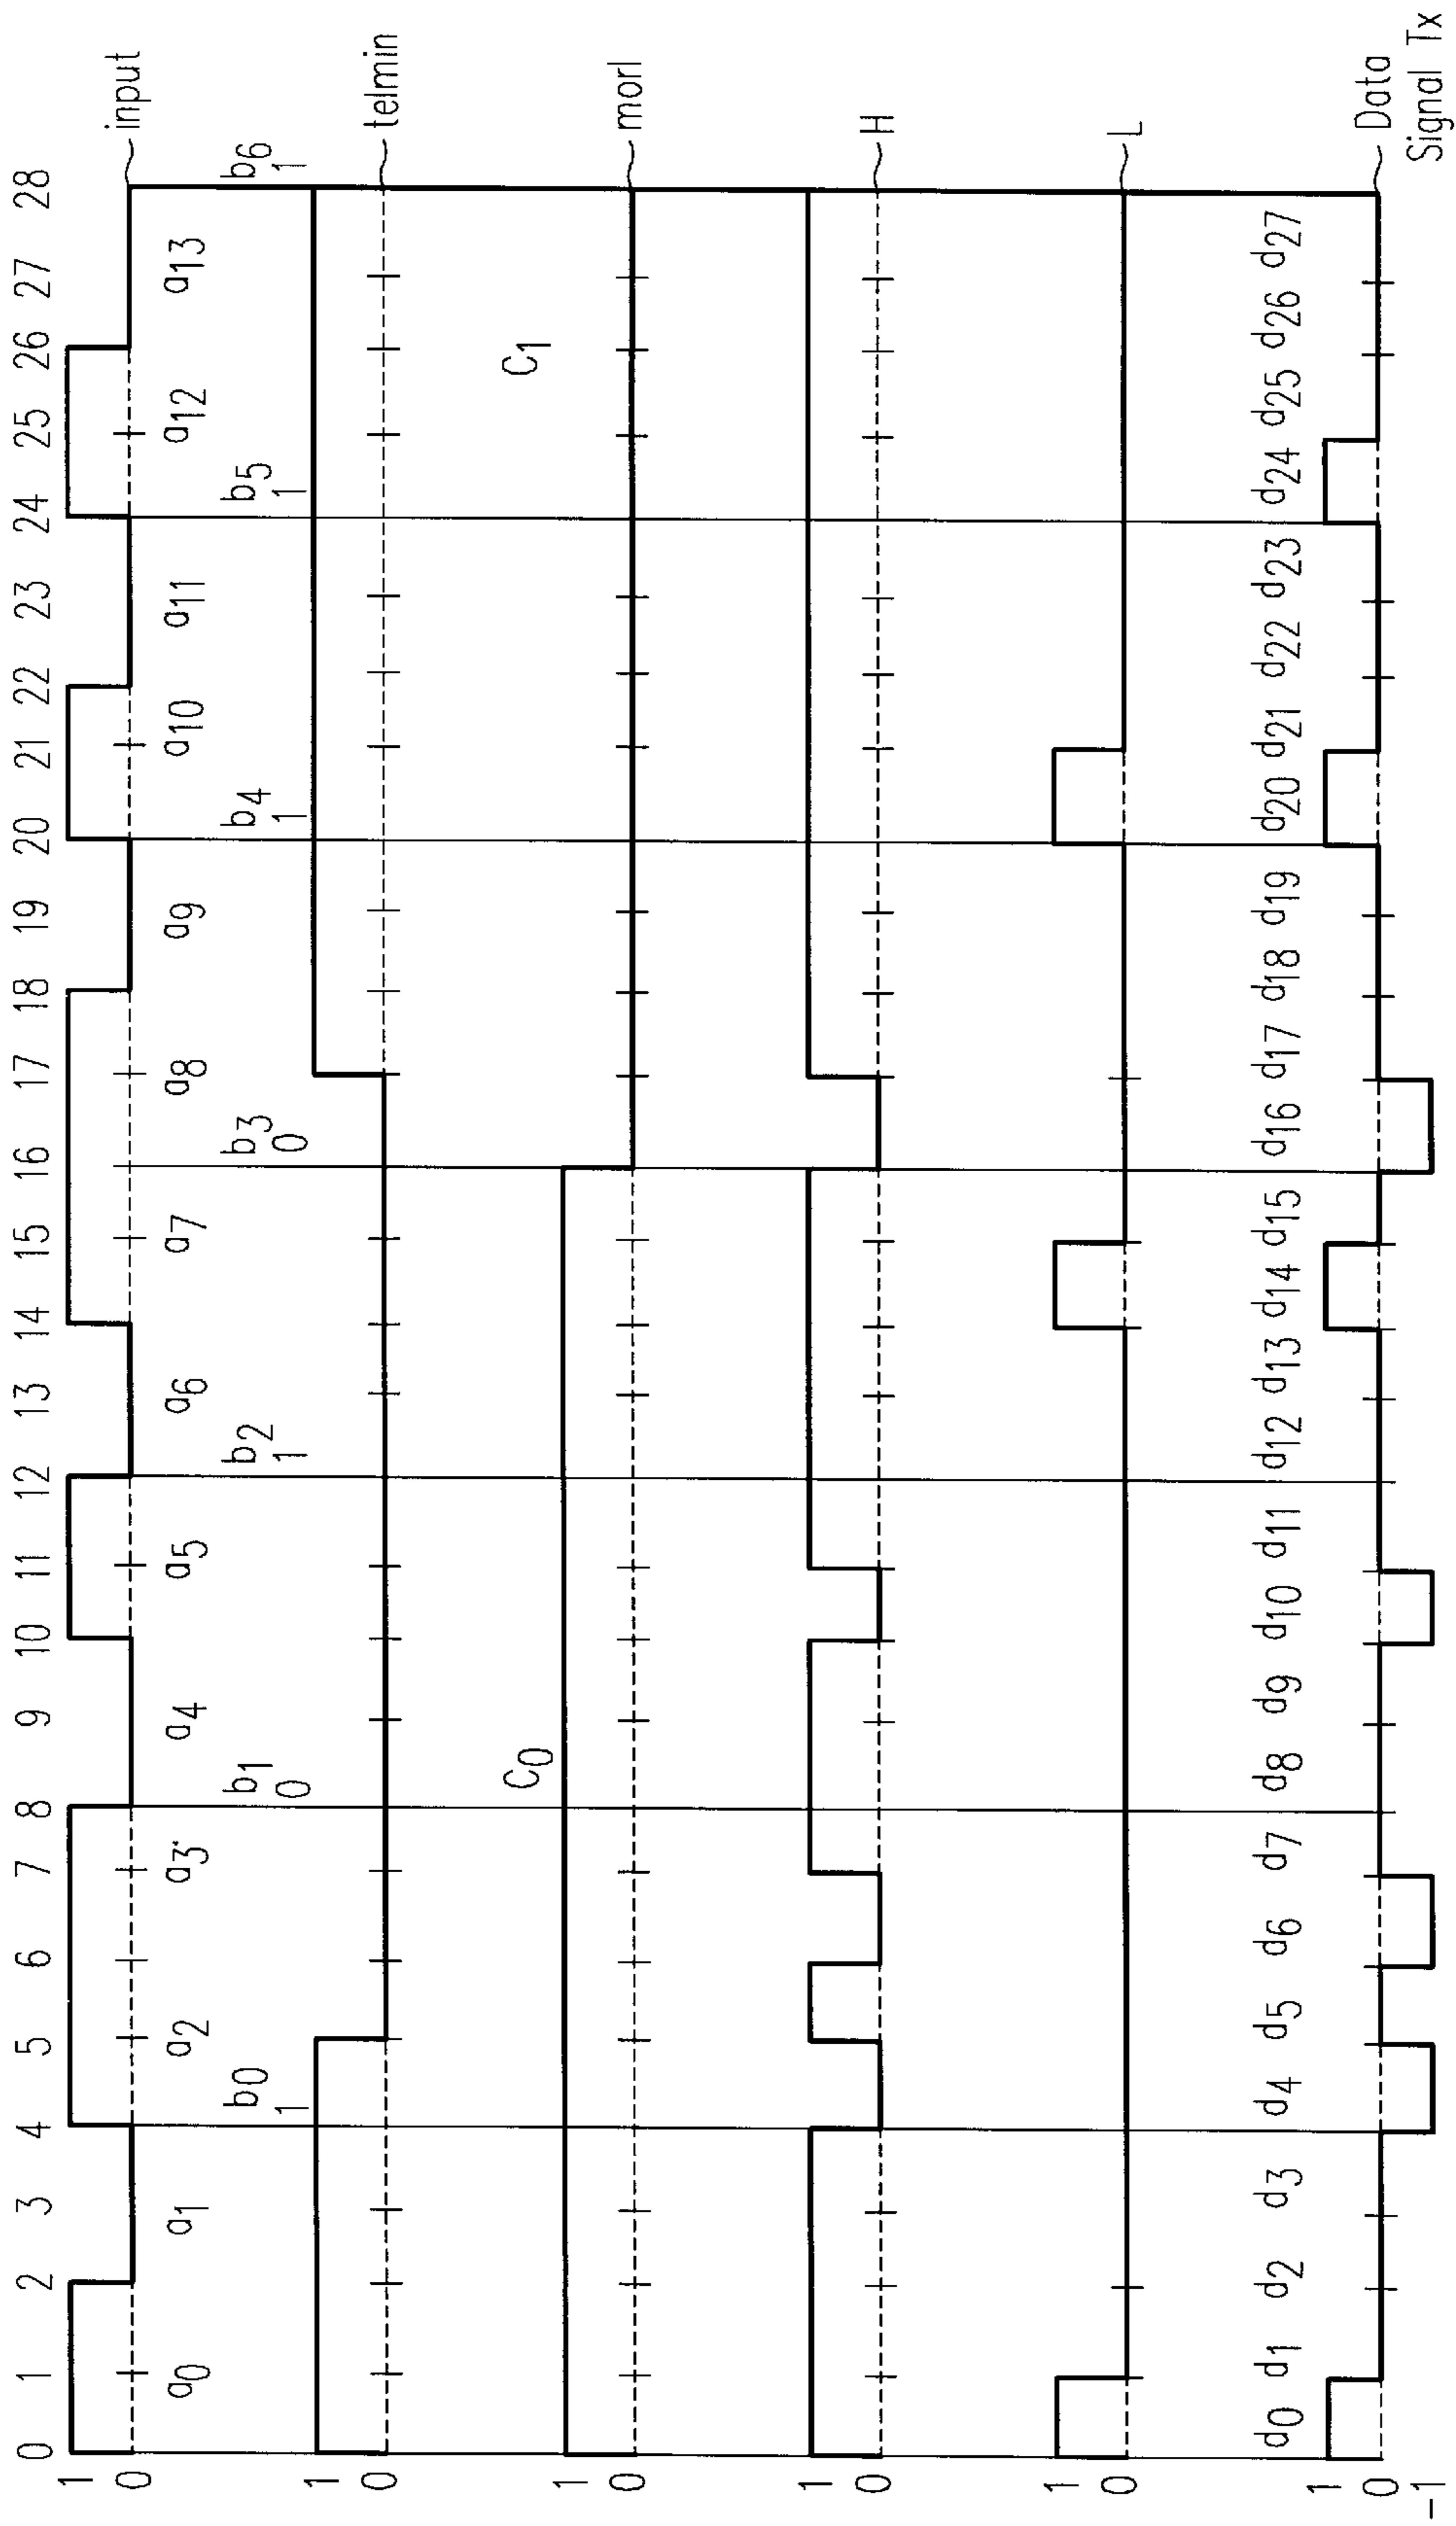 0 1 2 3 4 5 6 7 8 9 10 11 12 13 14 15 16 17 18 19 20 21 22 23 24 25 26 27 28
1
0
input
a0 a1 a2 a3 a4 a5 a6 a7 a8 a9 a10 a11 a12 a13
b0 b1 b2 b3 b4 b5 b6
1 0 1 0 1 1 1
1
0
telmin
C0 C1
1
0
morl
1
0
H
1
0
L
d0 d1 d2 d3 d4 d5 d6 d7 d8 d9 d10 d11 d12 d13 d14 d15 d16 d17 d18 d19 d20 d21 d22 d23 d24 d25 d26 d27
1
0
-1
Data
Signal Tx